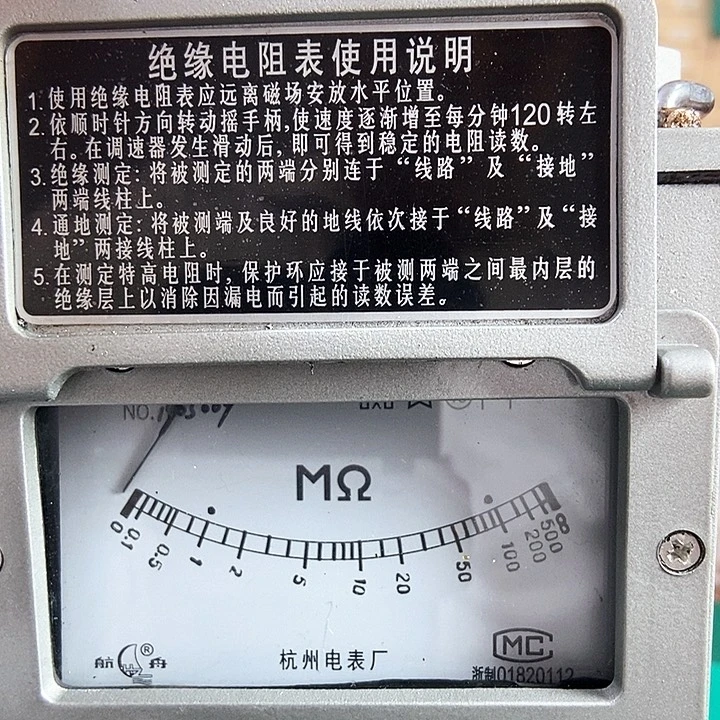 绝缘电阻表使用说明
1. 使用绝缘电阻表应远离磁场安放水平位置。
2. 依顺时针方向转动摇手柄,使速度逐渐增至每分钟120转左
右。在调速器发生滑动后, 即可得到稳定的电阻读数。
3. 绝缘测定: 将被测定的两端分别连于“线路”及“接地”
两端线柱上。
4. 通地测定: 将被测端及良好的地线依次接于“线路”及“接
地”两接线柱上。
5. 在测定特高电阻时, 保护环应接于被测两端之间最内层的
绝缘层上以消除因漏电而引起的读数误差。
NO.
MΩ
0 0.1 0.5 1 2 5 10 20 50 100 200 500 ∞
航舟 ®
杭州电表厂
MC
浙制01820112